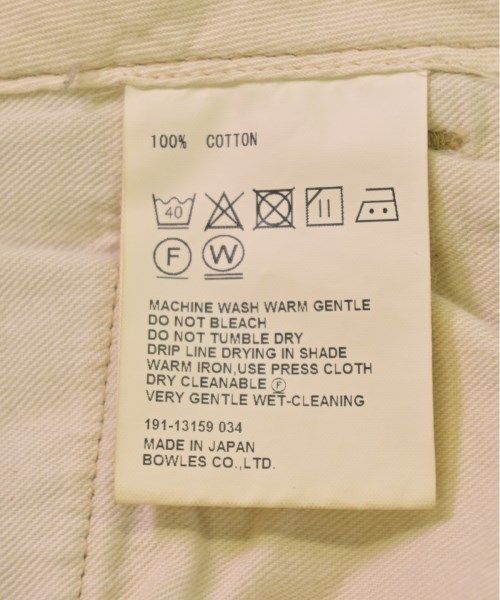 100% COTTON
40
F W
MACHINE WASH WARM GENTLE
DO NOT BLEACH
DO NOT TUMBLE DRY
DRIP LINE DRYING IN SHADE
WARM IRON,USE PRESS CLOTH
DRY CLEANABLE Ⓕ
VERY GENTLE WET-CLEANING
191-13159 034
MADE IN JAPAN
BOWLES CO.,LTD.